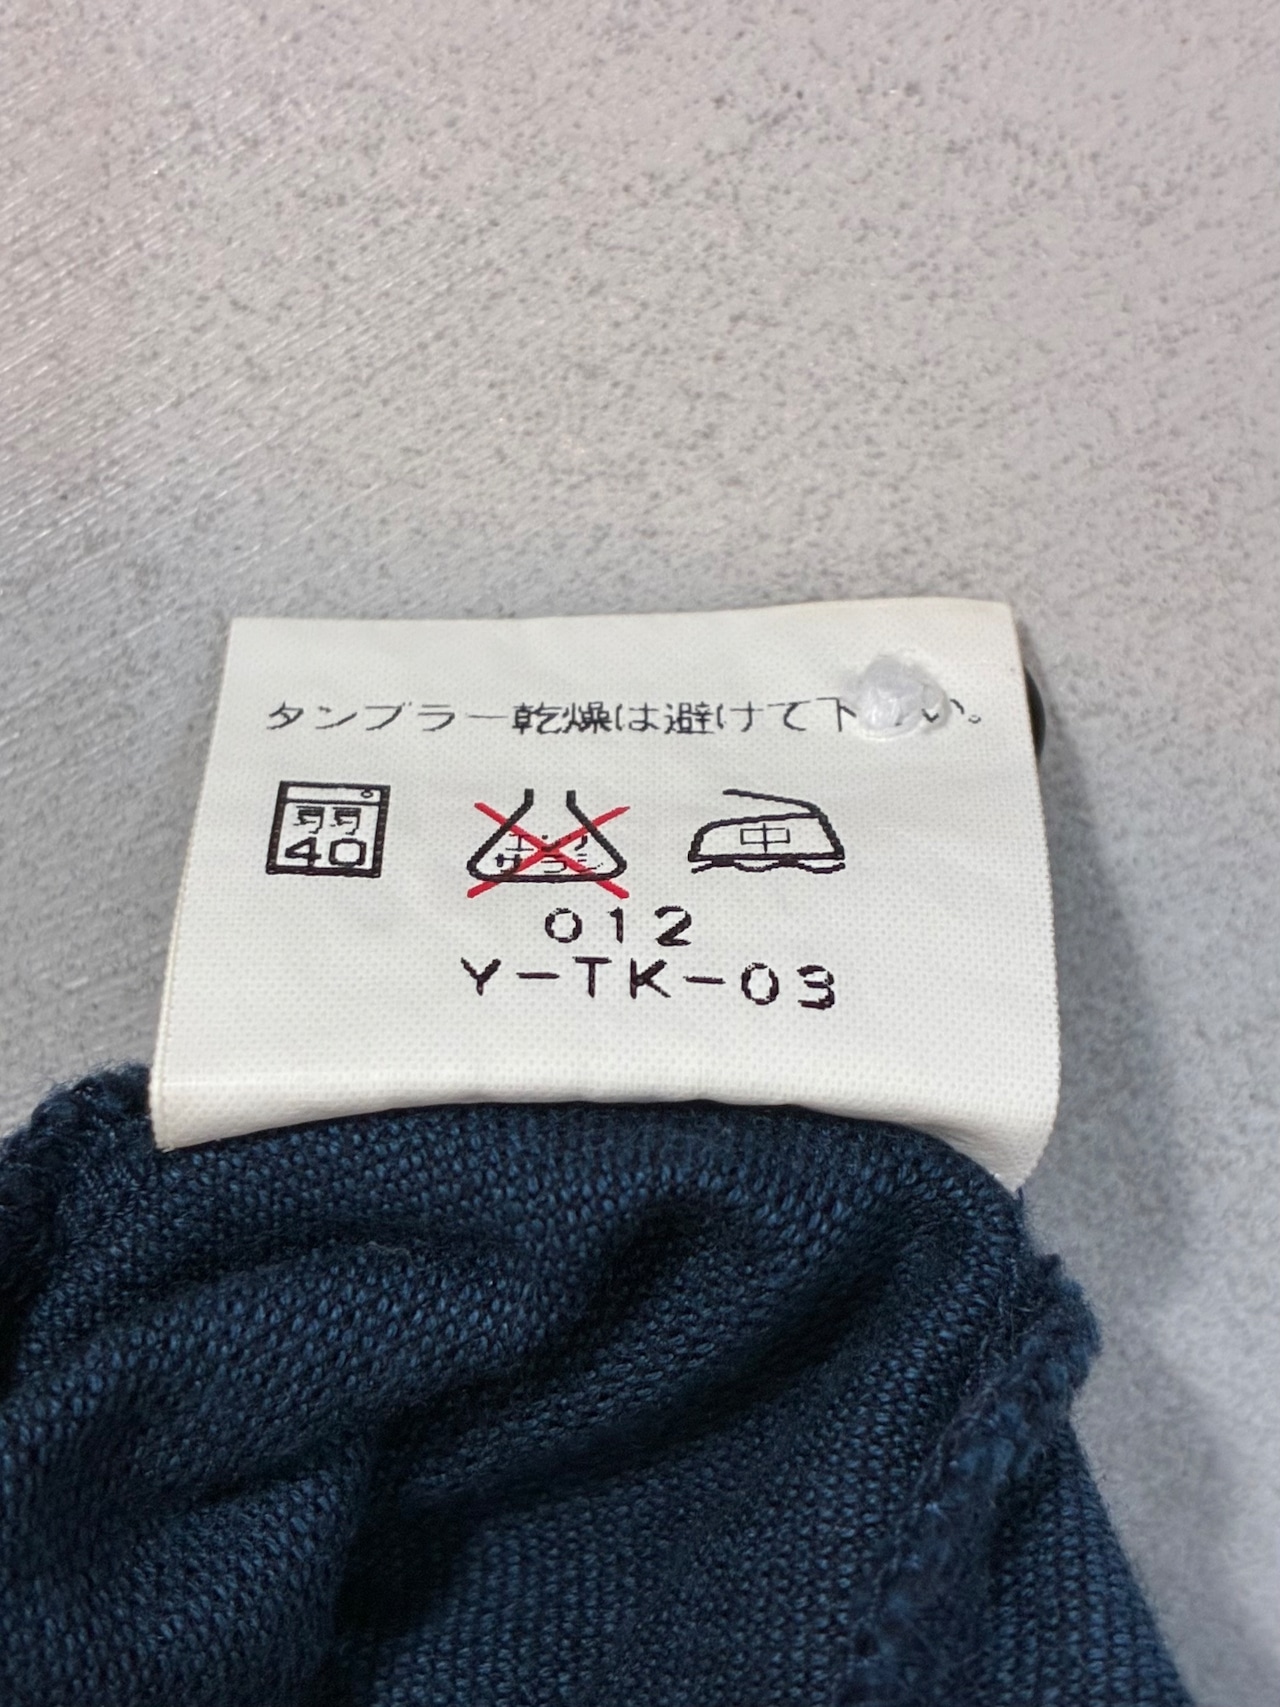 タンブラー乾燥は避けて下 い。
弱
40
エンソ
サラシ
中
012
Y-TK-03